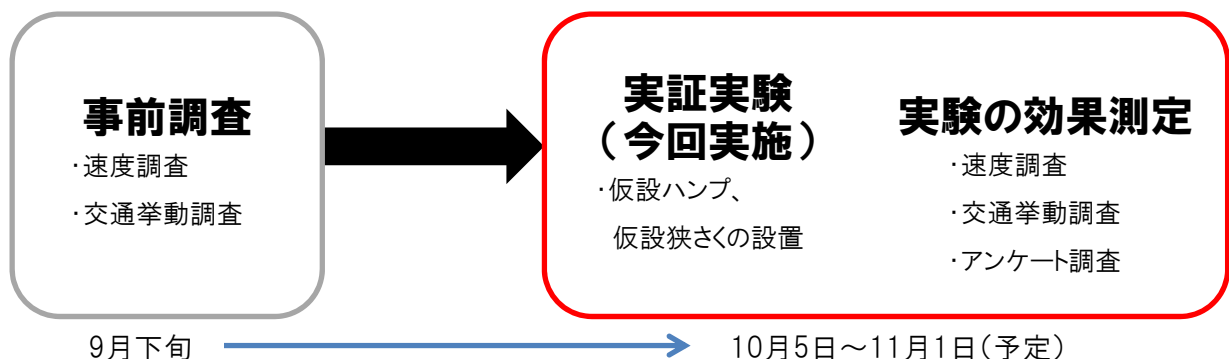 事前調査
・速度調査
・交通挙動調査
実証実験
（今回実施）
・仮設ハンプ、
仮設狭さくの設置
実験の効果測定
・速度調査
・交通挙動調査
・アンケート調査
9月下旬
10月5日～11月1日(予定)